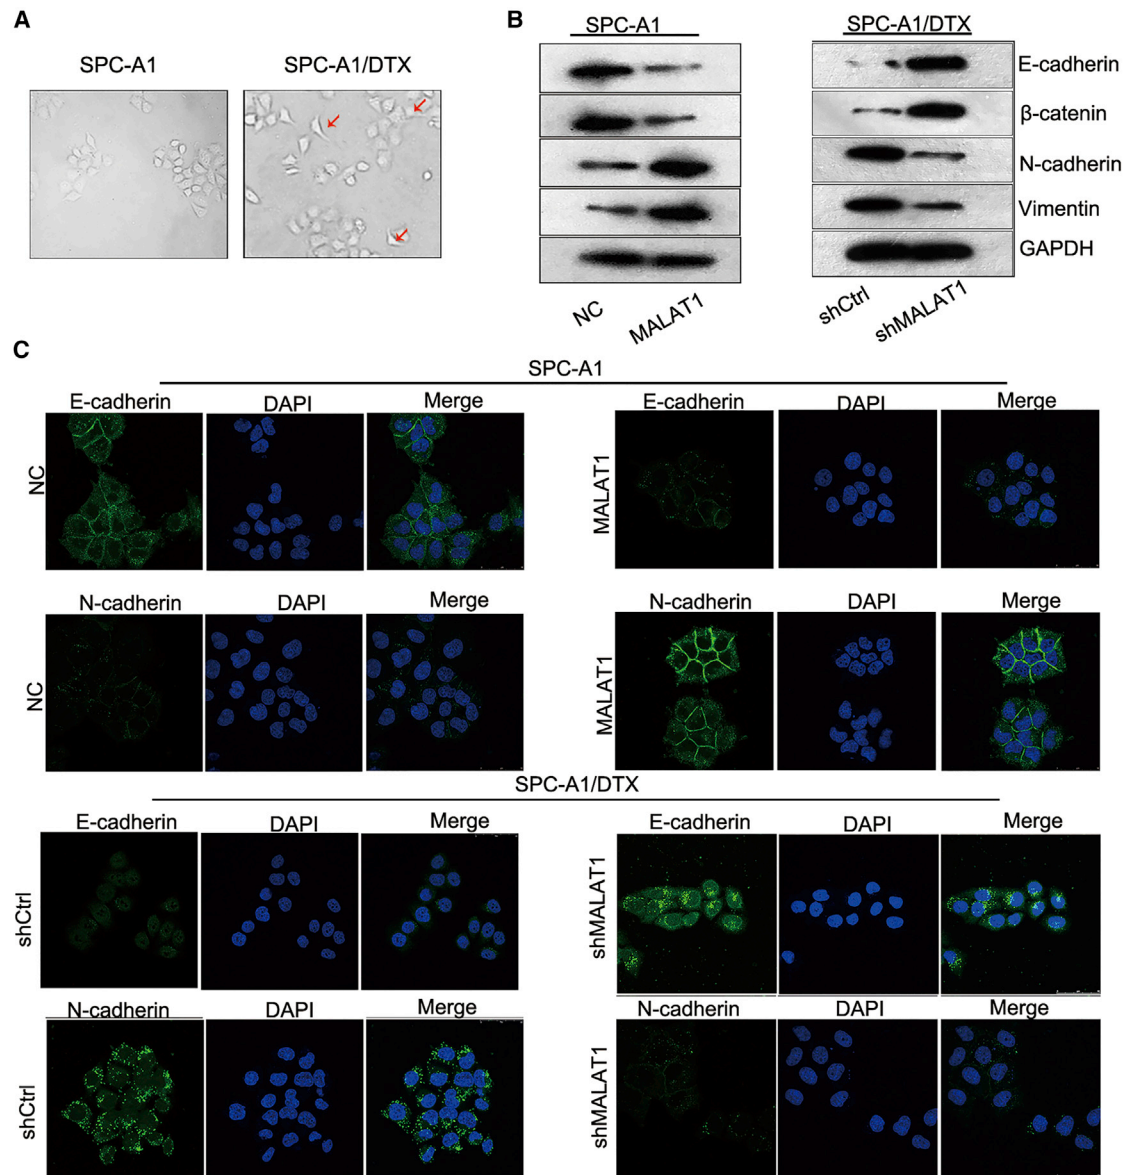 A
SPC-A1 SPC-A1/DTX
B
SPC-A1 SPC-A1/DTX
E-cadherin
β-catenin
N-cadherin
Vimentin
GAPDH
NC MALAT1 shCtrl shMALAT1
C
SPC-A1
E-cadherin DAPI Merge E-cadherin DAPI Merge
NC MALAT1
N-cadherin DAPI Merge N-cadherin DAPI Merge
NC MALAT1
SPC-A1/DTX
E-cadherin DAPI Merge E-cadherin DAPI Merge
shCtrl shMALAT1
N-cadherin DAPI Merge N-cadherin DAPI Merge
shCtrl shMALAT1